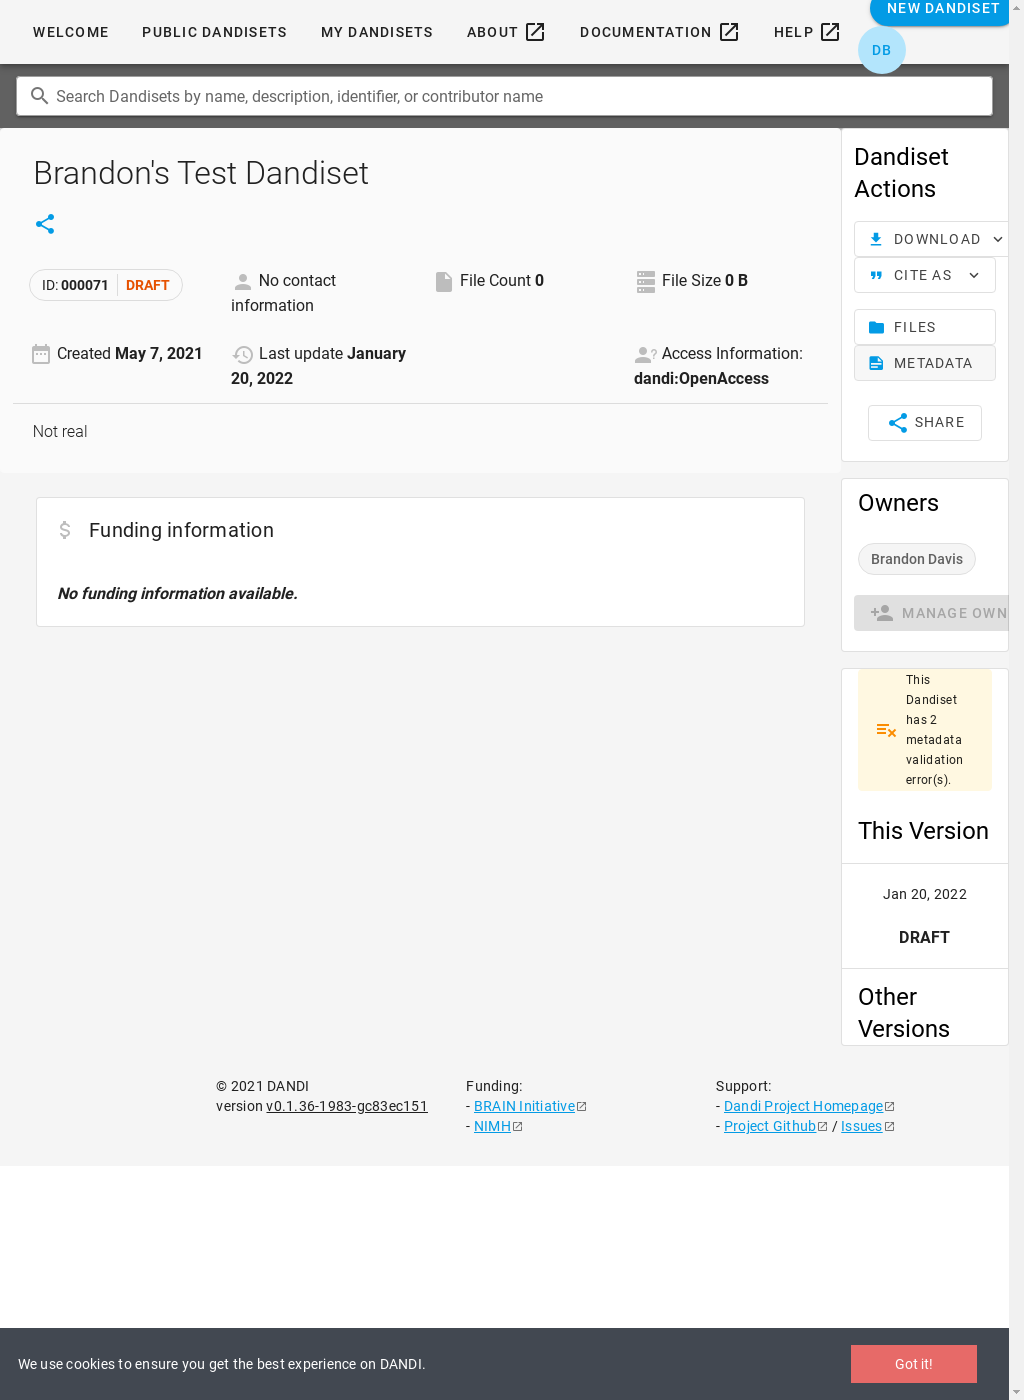 WELCOME
PUBLIC DANDISETS
MY DANDISETS
ABOUT
DOCUMENTATION
HELP
NEW DANDISET
DB
Search Dandisets by name, description, identifier, or contributor name
Brandon's Test Dandiset
ID: 000071 DRAFT
No contact
information
File Count 0
File Size 0 B
Created May 7, 2021
Last update January
20, 2022
Access Information:
dandi:OpenAccess
Not real
Funding information
No funding information available.
Dandiset
Actions
DOWNLOAD
CITE AS
FILES
METADATA
SHARE
Owners
Brandon Davis
MANAGE OWN
This
Dandiset
has 2
metadata
validation
error(s).
This Version
Jan 20, 2022
DRAFT
Other
Versions
© 2021 DANDI
version v0.1.36-1983-gc83ec151
Funding:
- BRAIN Initiative
- NIMH
Support:
- Dandi Project Homepage
- Project Github / Issues
We use cookies to ensure you get the best experience on DANDI.
Got it!